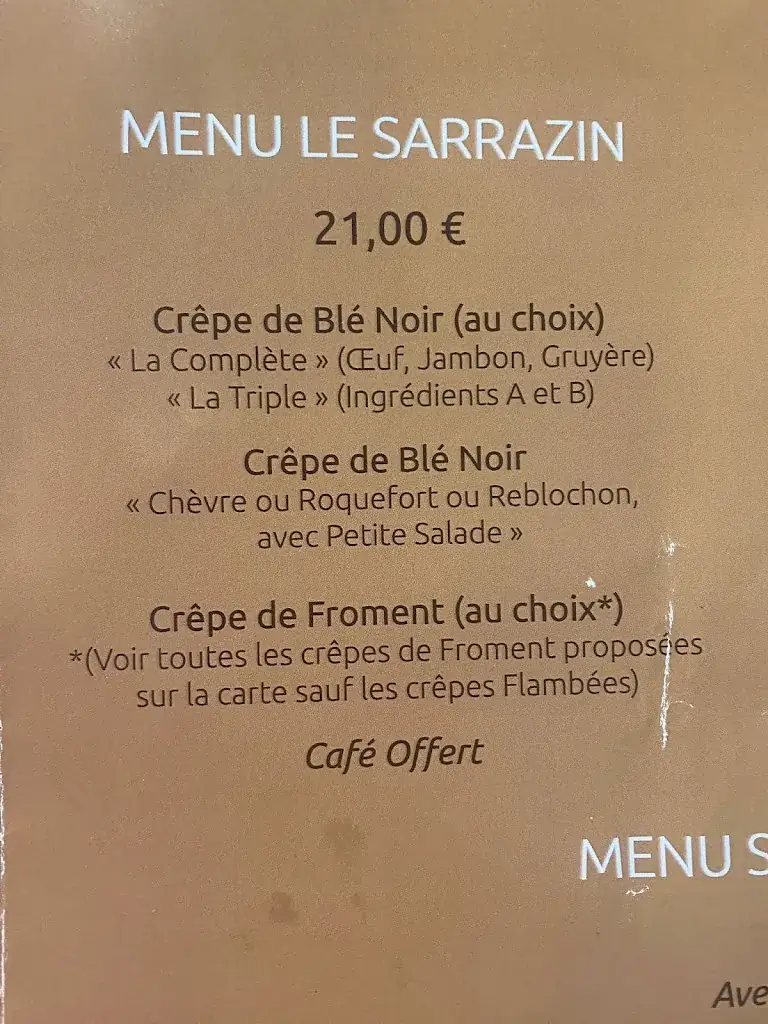 MENU LE SARRAZIN
21,00 €
Crêpe de Blé Noir (au choix)
« La Complète » (Œuf, Jambon, Gruyère)
« La Triple » (Ingrédients A et B)
Crêpe de Blé Noir
« Chèvre ou Roquefort ou Reblochon,
avec Petite Salade »
Crêpe de Froment (au choix*)
*(Voir toutes les crêpes de Froment proposées
sur la carte sauf les crêpes Flambées)
Café Offert
MENU S
Ave